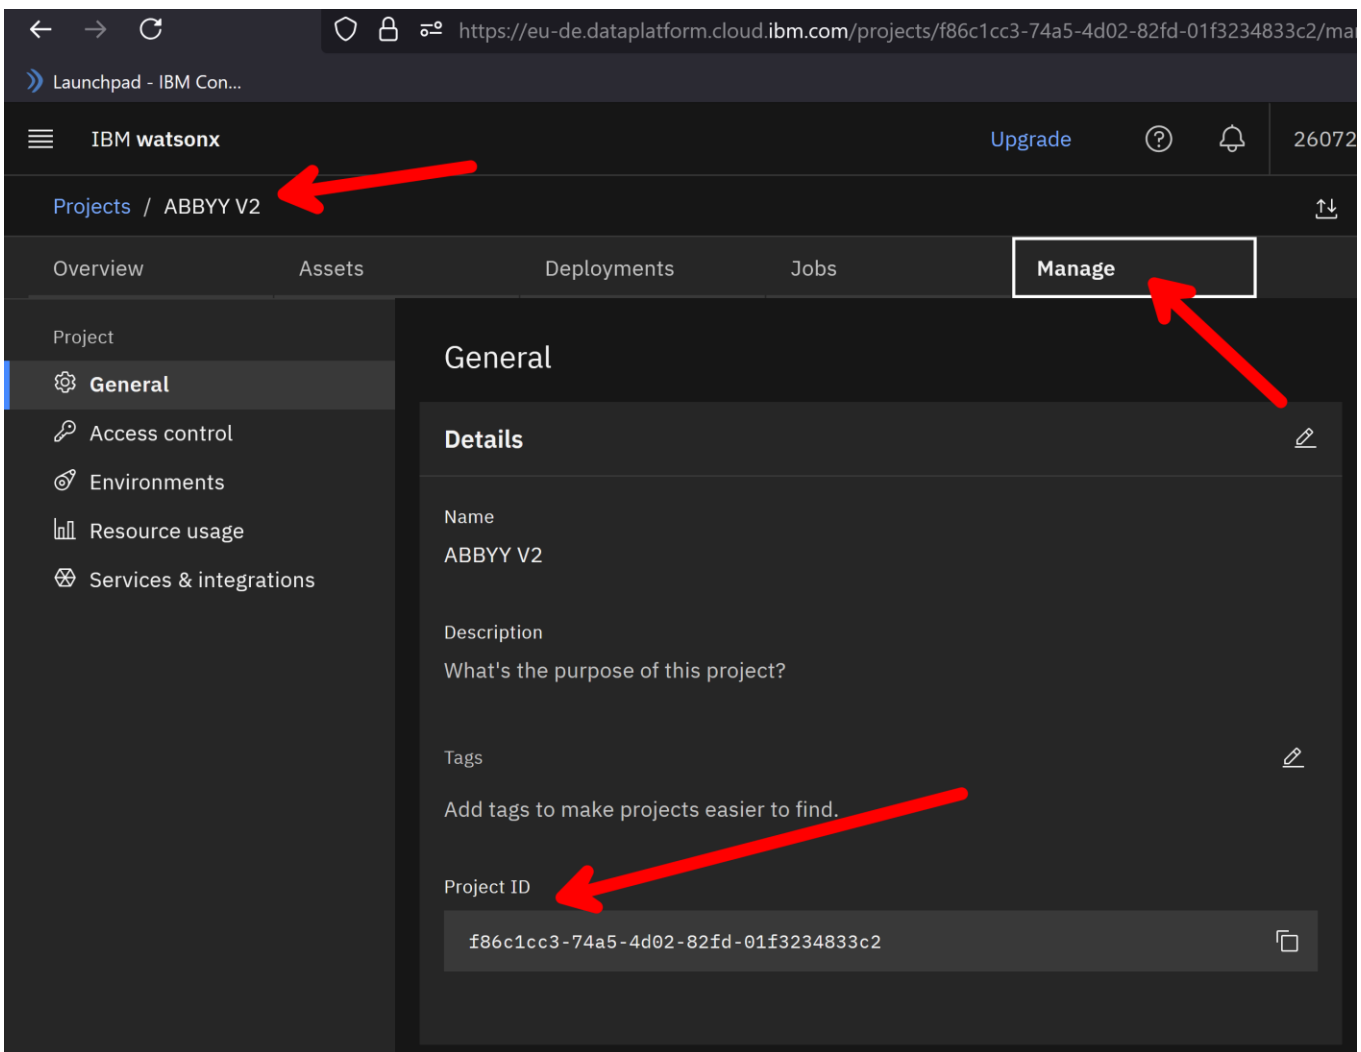 https://eu-de.dataplatform.cloud.ibm.com/projects/f86c1cc3-74a5-4d02-82fd-01f3234833c2/mar
Launchpad - IBM Con...
IBM watsonx Upgrade 26072
Projects / ABBYY V2
Overview Assets Deployments Jobs Manage
Project
General
Access control
Environments
Resource usage
Services & integrations
General
Details
Name
ABBYY V2
Description
What's the purpose of this project?
Tags
Add tags to make projects easier to find.
Project ID
f86c1cc3-74a5-4d02-82fd-01f3234833c2